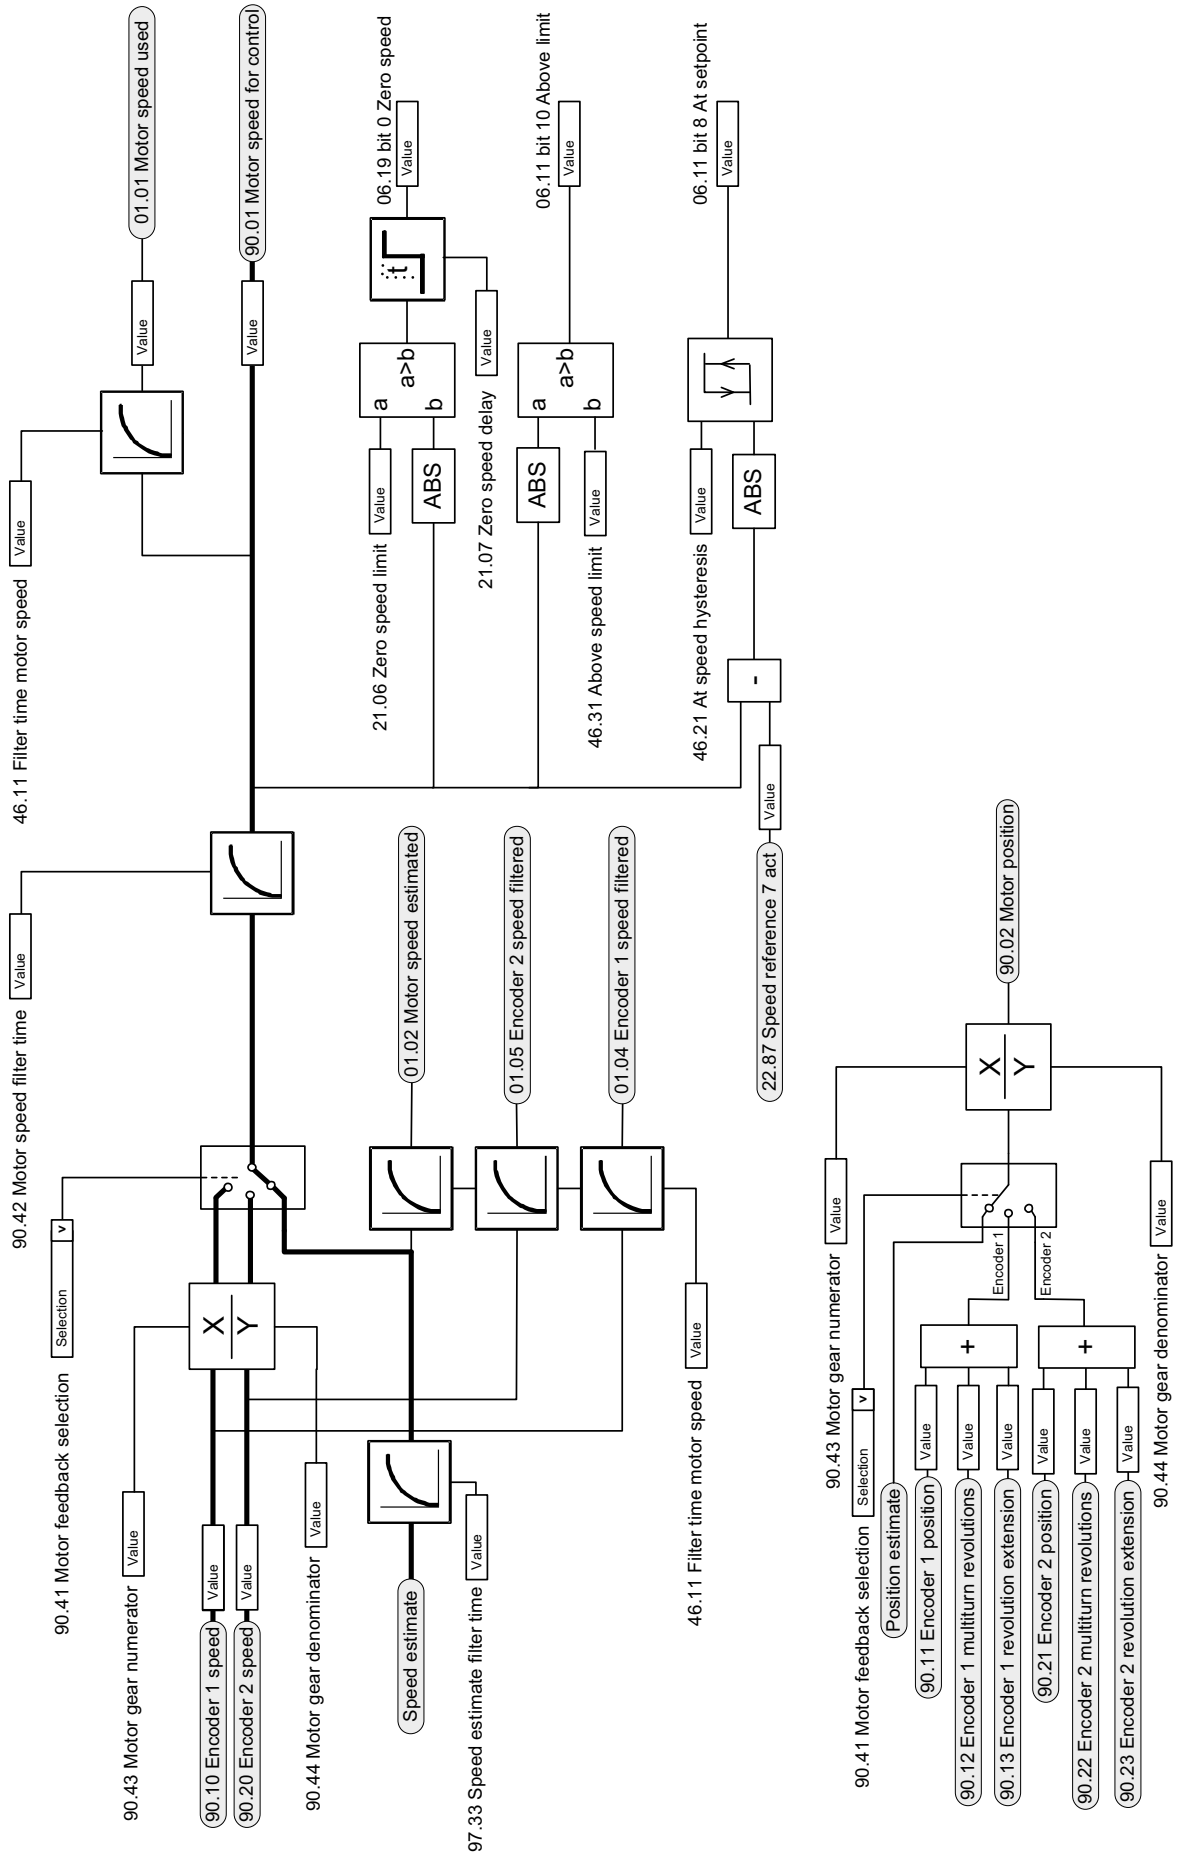 46.11 Filter time motor speed
Value
01.01 Motor speed used
Value
90.42 Motor speed filter time
Value
90.01 Motor speed for control
Value
90.41 Motor feedback selection
Selection
v
90.43 Motor gear numerator
Value
90.10 Encoder 1 speed
Value
90.20 Encoder 2 speed
Value
X
Y
90.44 Motor gear denominator
Value
Speed estimate
97.33 Speed estimate filter time
Value
01.02 Motor speed estimated
01.05 Encoder 2 speed filtered
01.04 Encoder 1 speed filtered
46.11 Filter time motor speed
Value
21.06 Zero speed limit
Value
ABS
a
b
a>b
t
06.19 bit 0 Zero speed
Value
21.07 Zero speed delay
Value
ABS
46.31 Above speed limit
Value
a
b
a>b
06.11 bit 10 Above limit
Value
46.21 At speed hysteresis
Value
ABS
-
06.11 bit 8 At setpoint
Value
22.87 Speed reference 7 act
Value
90.43 Motor gear numerator
Value
90.41 Motor feedback selection
Selection
v
Position estimate
90.11 Encoder 1 position
Value
90.12 Encoder 1 multiturn revolutions
Value
90.13 Encoder 1 revolution extension
Value
+
Encoder 1
90.21 Encoder 2 position
Value
90.22 Encoder 2 multiturn revolutions
Value
90.23 Encoder 2 revolution extension
Value
+
Encoder 2
X
Y
90.02 Motor position
90.44 Motor gear denominator
Value